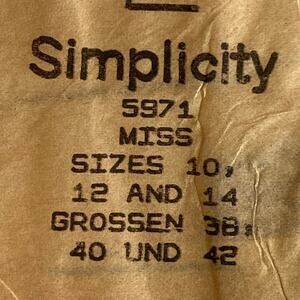 Simplicity
5971
MISS
SIZES 10,
12 AND 14
GROSSEN 38,
40 UND 42